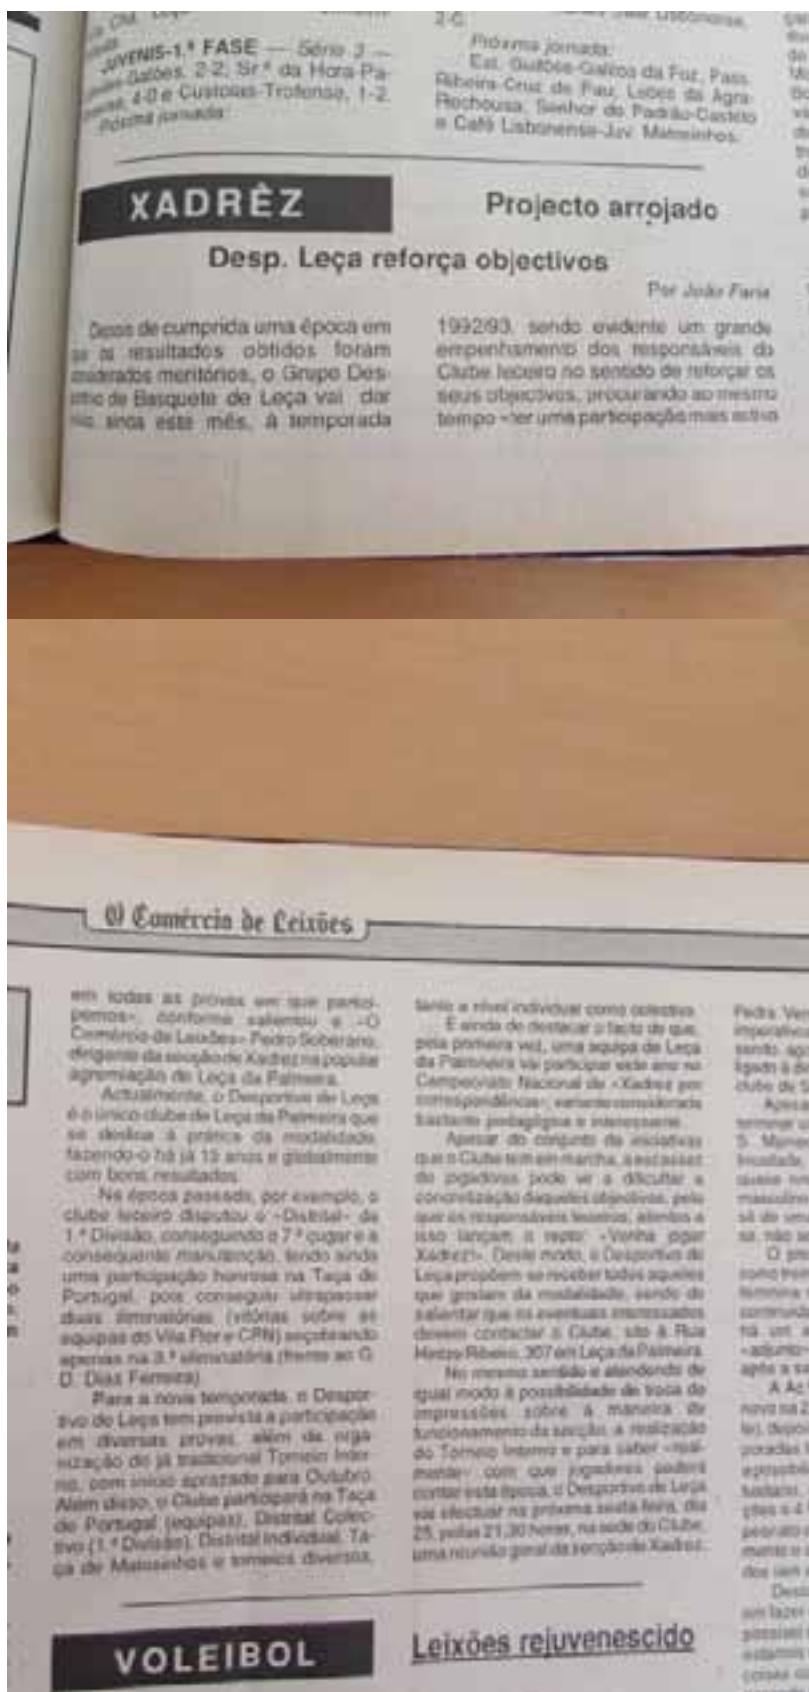 JUVENIS-1.ª FASE — Série 3 —
Galões, 2-2; Srª da Hora-Pa-
4-0 e Custoias-Trofense, 1-2.
Póxima jornada:
2-0.
Próxima jornada:
Est. Guifões-Galitos da Foz, Pass.
Ribeira-Cruz de Pau, Leões da Agra-
Rochousa, Senhor do Padrão-Castelo
e Café Lisbonense-Juv. Matosinhos.
XADRÈZ
Projecto arrojado
Desp. Leça reforça objectivos
Por João Faria
Depois de cumprida uma época em
que os resultados obtidos foram
considerados meritórios, o Grupo Des-
portivo de Basquete de Leça vai dar
início, ainda este mês, à temporada
1992/93, sendo evidente um grande
empenhamento dos responsáveis do
Clube leceiro no sentido de reforçar os
seus objectivos, procurando ao mesmo
tempo «ter uma participação mais activa
O Comércio de Leixões
em todas as provas em que partici-
pemos», conforme salientou a «O
Comércio de Leixões» Pedro Soberano,
dirigente da secção de Xadrez na popular
agremiação de Leça da Palmeira.
Actualmente, o Desportivo de Leça
é o único clube de Leça da Palmeira que
se dedica à prática da modalidade,
fazendo-o há já 15 anos e globalmente
com bons resultados.
Na época passada, por exemplo, o
clube leceiro disputou o «Distrital» da
1.ª Divisão, conseguindo o 7.º çugar e a
consequente manutenção, tendo ainda
uma participação honrosa na Taça de
Portugal, pois conseguiu ultrapassar
duas eliminatórias (vitórias sobre as
equipas do Vila Flor e CPN) soçobrando
apenas na 3.ª eliminatória (frente ao G.
D. Dias Ferreira).
Para a nova temporada, o Despor-
tivo de Leça tem prevista a participação
em diversas provas, além da orga-
nização do já tradicional Torneio Inter-
no, com início aprazado para Outubro.
Além disso, o Clube participará na Taça
de Portugal (equipas), Distrital Colec-
tivo (1.ª Divisão), Distrital Individual, Ta-
ça de Matosinhos e torneios diversos,
tanto a nível individual como colectiva.
É ainda de destacar o facto de que,
pela primeira vez, uma equipa de Leça
da Palmeira vai participar este ano no
Campeonato Nacional de «Xadrez por
correspondência», variante considerada
bastante pedagógica e interessante.
Apesar do conjunto de iniciativas
que o Clube tem em marcha, a escassez
de jogadores pode vir a dificultar a
concretização daqueles objectivos, pelo
que os responsáveis leceiros, atentos a
isso lançam o repto: «Venha jogar
Xadrez!». Deste modo, o Desportivo de
Leça propõem-se receber todos aqueles
que gostam da modalidade, sendo de
salientar que os eventuais interessados
devem contactar o Clube, sito à Rua
Hintze Ribeiro, 307 em Leça da Palmeira.
No mesmo sentido e atendendo de
igual modo à possibilidade de troca de
impressões sobre a maneira de
funcionamento da secção, a realização
do Torneio Interno e para saber «real-
mente» com que jogadores poderá
contar esta época, o Desportivo de Leça
vai efectuar na próxima sexta-feira, dia
25, pelas 21,30 horas, na sede do Clube,
uma reunião geral da secção de Xadrez.
VOLEIBOL
Leixões rejuvenescido